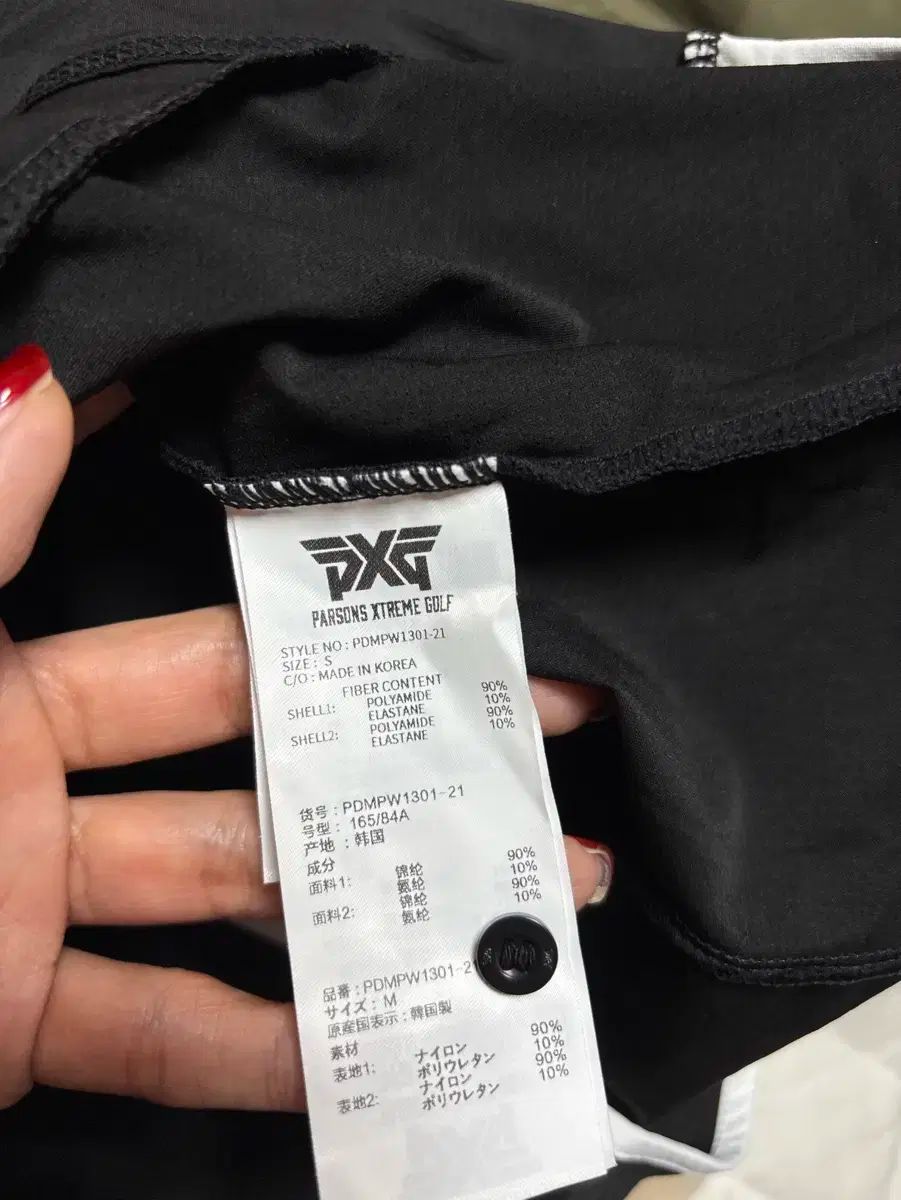 PXG
PARSONS XTREME GOLF
STYLE NO : PDMPW1301-21
SIZE : S
C/O : MADE IN KOREA
FIBER CONTENT
SHELL1: POLYAMIDE 90%
ELASTANE 10%
SHELL2: POLYAMIDE 90%
ELASTANE 10%
货号 : PDMPW1301-21
号型 : 165/84A
产地 : 韩国
成分
面料1: 锦纶 90%
氨纶 10%
面料2: 锦纶 90%
氨纶 10%
品番 : PDMPW1301-2
サイズ : M
原産国表示 : 韓国製
素材
表地1: ナイロン 90%
ポリウレタン 10%
表地2: ナイロン 90%
ポリウレタン 10%